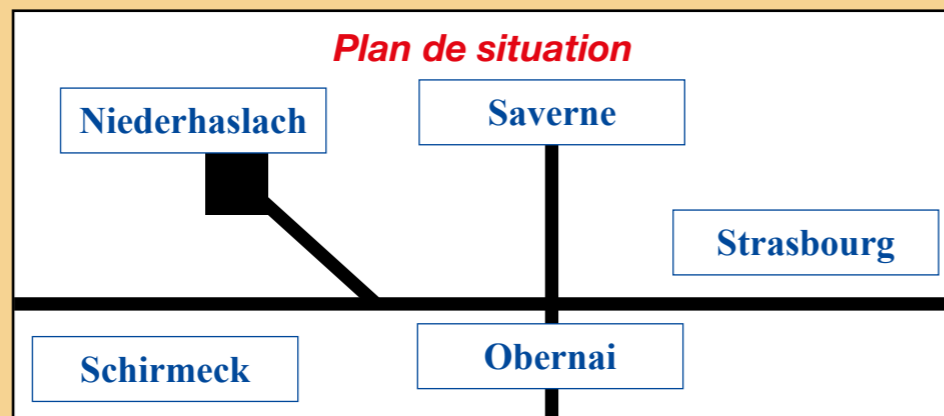 Plan de situation
Niederhaslach
Saverne
Strasbourg
Schirmeck
Obernai